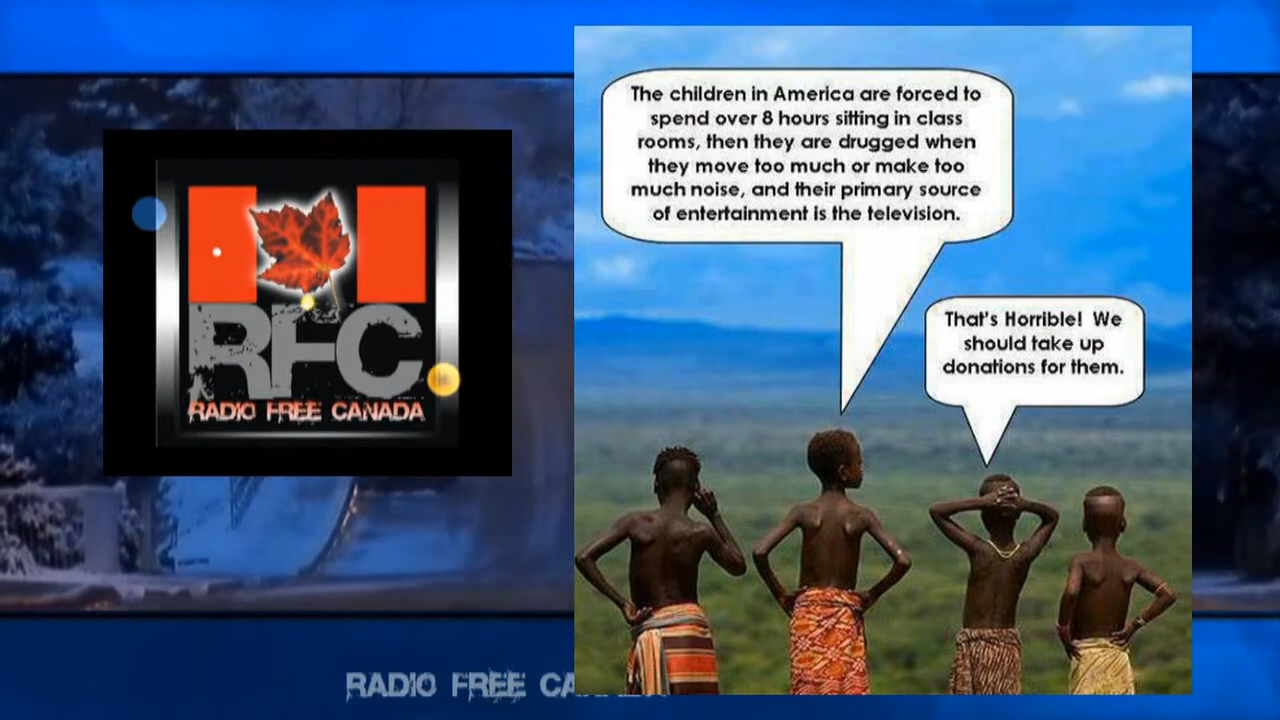 RFC
RADIO FREE CANADA
The children in America are forced to
spend over 8 hours sitting in class
rooms, then they are drugged when
they move too much or make too
much noise, and their primary source
of entertainment is the television.
That's Horrible! We
should take up
donations for them.
RADIO FREE